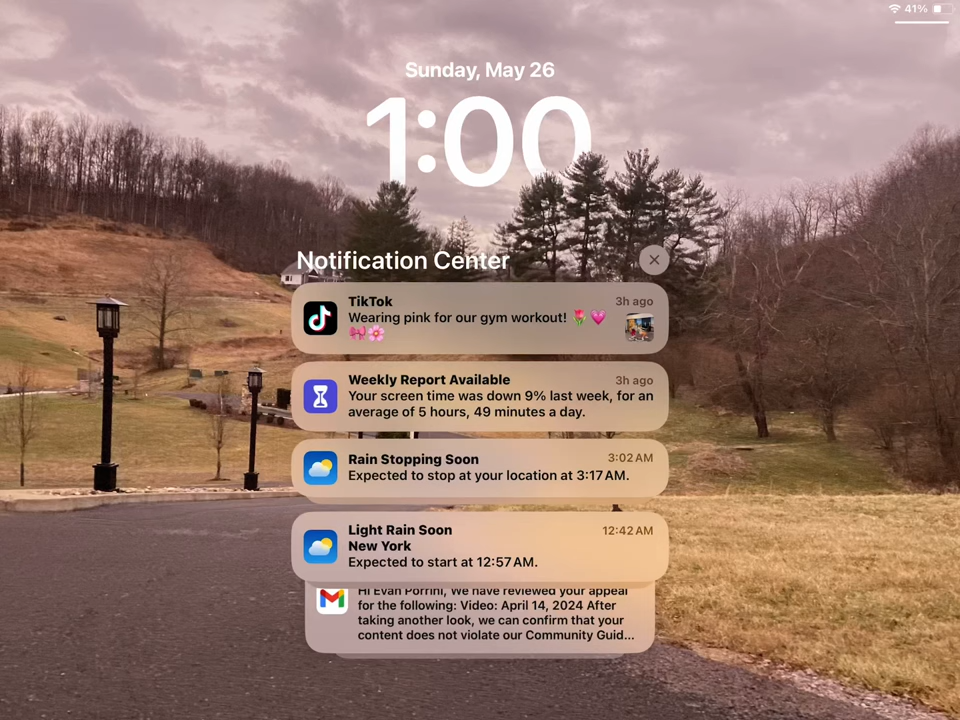 41%
Sunday, May 26
1:00
Notification Center
TikTok
3h ago
Wearing pink for our gym workout! 🌷💗
🎀🌸
Weekly Report Available
3h ago
Your screen time was down 9% last week, for an
average of 5 hours, 49 minutes a day.
Rain Stopping Soon
3:02 AM
Expected to stop at your location at 3:17 AM.
Light Rain Soon
12:42 AM
New York
Expected to start at 12:57 AM.
Hi Evan Porrini, We have reviewed your appeal
for the following: Video: April 14, 2024 After
taking another look, we can confirm that your
content does not violate our Community Guid...